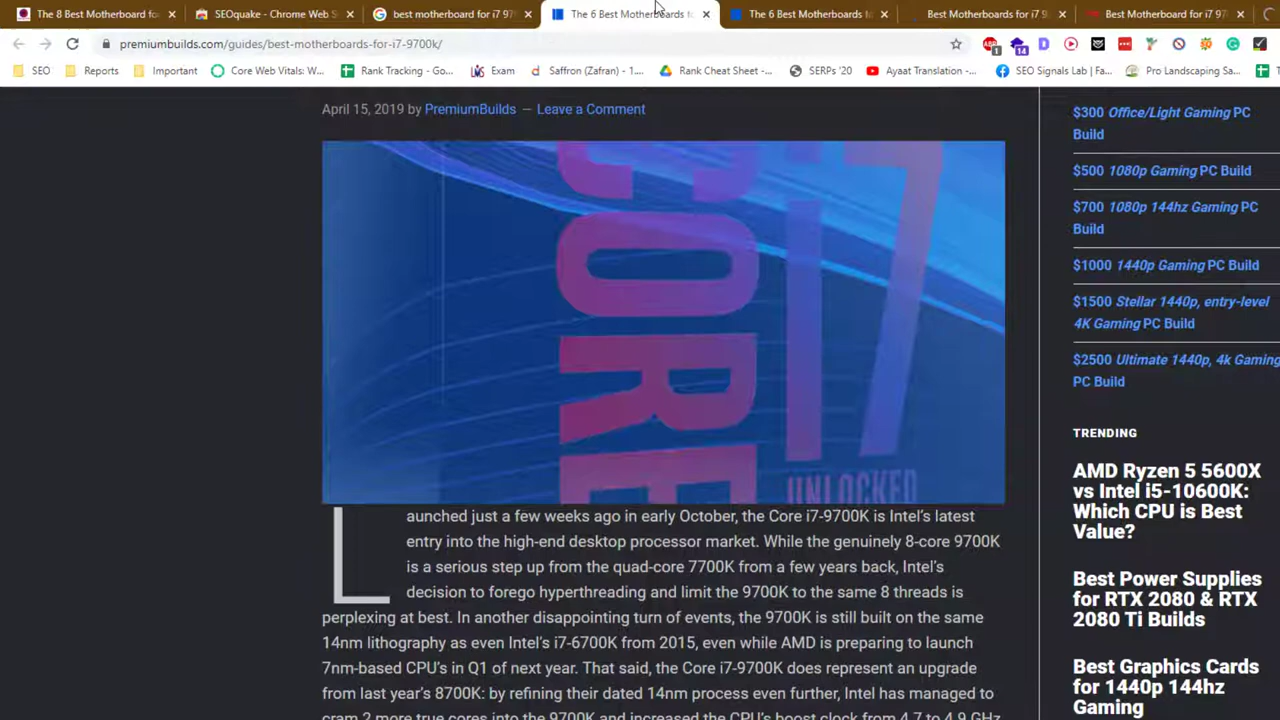 The 8 Best Motherboard fo
SEOquake - Chrome Web S
best motherboard for i7 970
The 6 Best Motherboards fo
The 6 Best Motherboards fo
Best Motherboards for i7 9
Best Motherboard for i7 97
premiumbuilds.com/guides/best-motherboards-for-i7-9700k/
SEO
Reports
Important
Core Web Vitals: W...
Rank Tracking - Go...
Exam
Saffron (Zafran) - 1....
Rank Cheat Sheet -...
SERPs '20
Ayaat Translation -...
SEO Signals Lab | Fa...
Pro Landscaping Sa...
April 15, 2019 by PremiumBuilds — Leave a Comment
CORE i7
UNLOCKED
Launched just a few weeks ago in early October, the Core i7-9700K is Intel's latest
entry into the high-end desktop processor market. While the genuinely 8-core 9700K
is a serious step up from the quad-core 7700K from a few years back, Intel's
decision to forego hyperthreading and limit the 9700K to the same 8 threads is
perplexing at best. In another disappointing turn of events, the 9700K is still built on the same
14nm lithography as even Intel's i7-6700K from 2015, even while AMD is preparing to launch
7nm-based CPU's in Q1 of next year. That said, the Core i7-9700K does represent an upgrade
from last year's 8700K: by refining their dated 14nm process even further, Intel has managed to
cram 2 more true cores into the 9700K and increased the CPU's boost clock from 4.7 to 4.9 GHz
$300 Office/Light Gaming PC
Build
$500 1080p Gaming PC Build
$700 1080p 144hz Gaming PC
Build
$1000 1440p Gaming PC Build
$1500 Stellar 1440p, entry-level
4K Gaming PC Build
$2500 Ultimate 1440p, 4k Gaming
PC Build
TRENDING
AMD Ryzen 5 5600X
vs Intel i5-10600K:
Which CPU is Best
Value?
Best Power Supplies
for RTX 2080 & RTX
2080 Ti Builds
Best Graphics Cards
for 1440p 144hz
Gaming